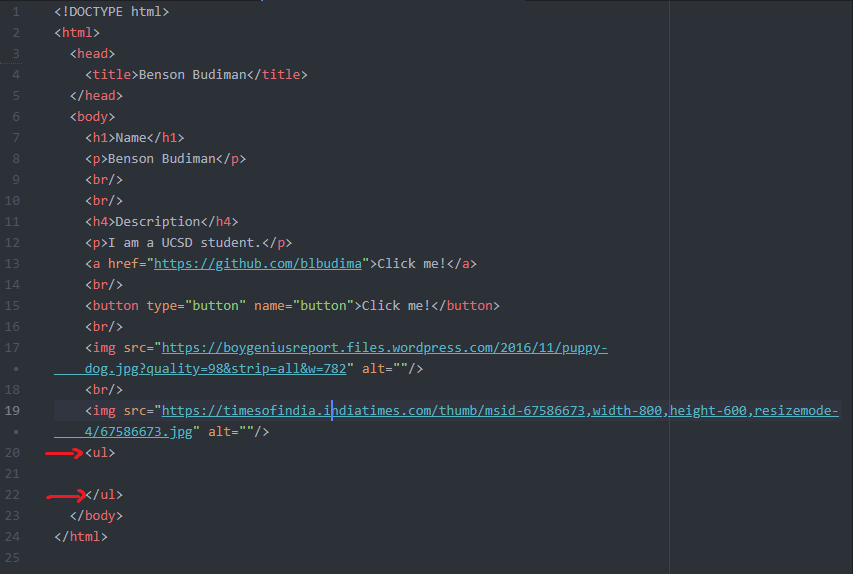 1 <!DOCTYPE html>
2 <html>
3 <head>
4 <title>Benson Budiman</title>
5 </head>
6 <body>
7 <h1>Name</h1>
8 <p>Benson Budiman</p>
9 <br/>
10 <br/>
11 <h4>Description</h4>
12 <p>I am a UCSD student.</p>
13 <a href="https://github.com/blbudima">Click me!</a>
14 <br/>
15 <button type="button" name="button">Click me!</button>
16 <br/>
17 <img src="https://boygeniusreport.files.wordpress.com/2016/11/puppy-
• dog.jpg?quality=98&strip=all&w=782" alt=""/>
18 <br/>
19 <img src="https://timesofindia.indiatimes.com/thumb/msid-67586673,width-800,height-600,resizemode-
• 4/67586673.jpg" alt=""/>
20 <ul>
21
22 </ul>
23 </body>
24 </html>
25